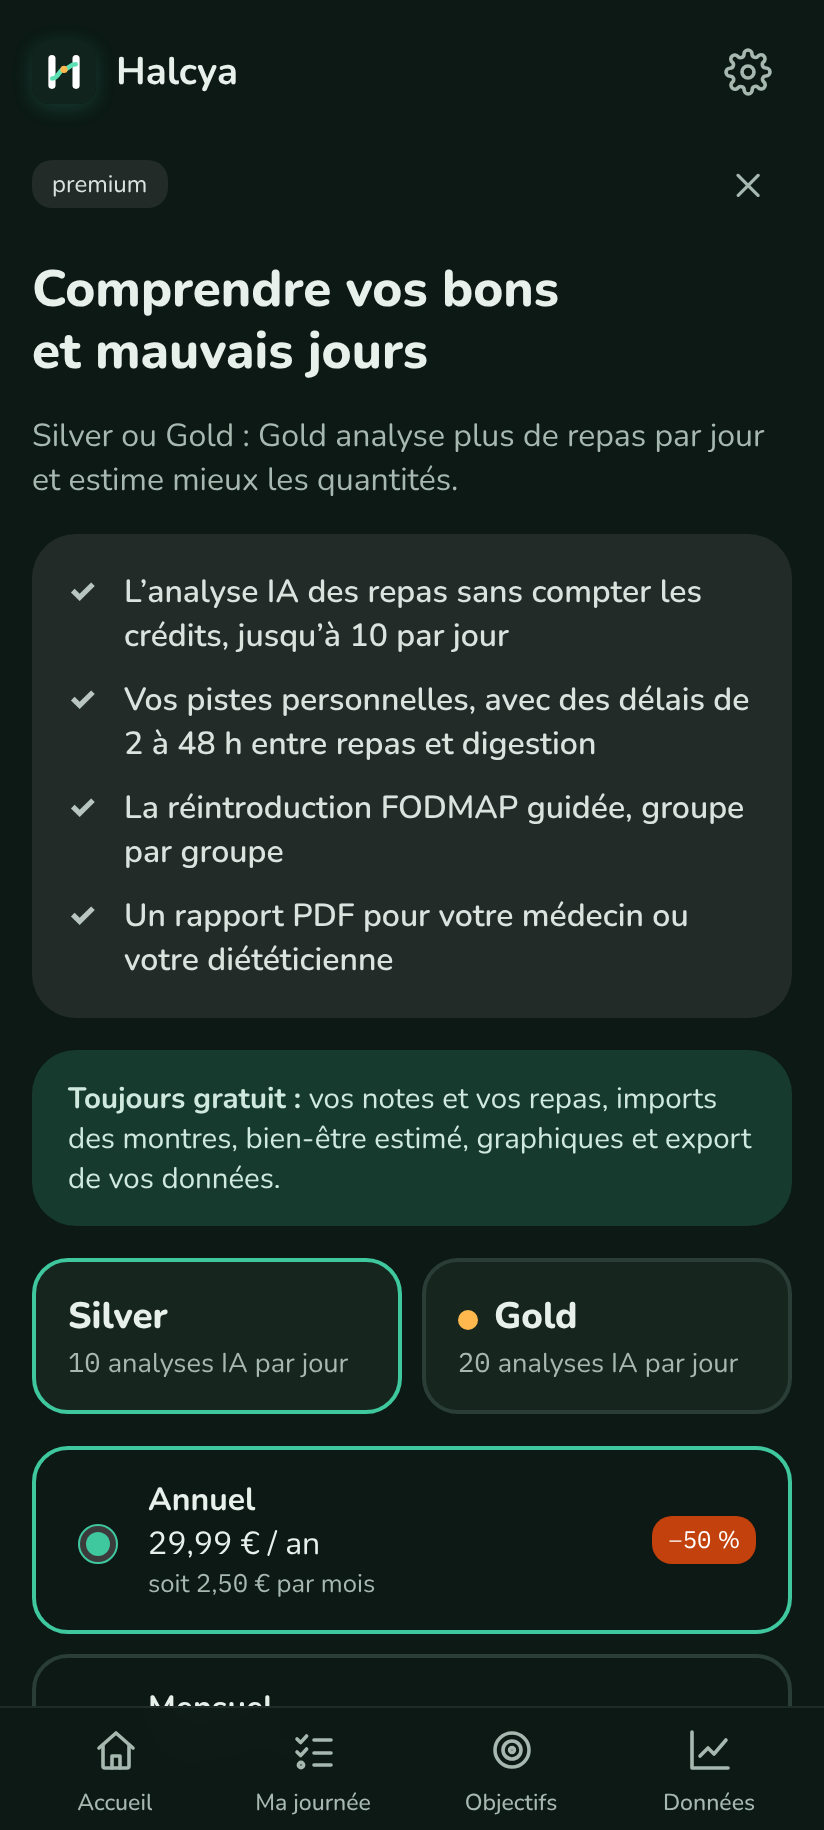 Halcya
premium
Comprendre vos bons
et mauvais jours
Silver ou Gold : Gold analyse plus de repas par jour
et estime mieux les quantités.
L’analyse IA des repas sans compter les
crédits, jusqu’à 10 par jour
Vos pistes personnelles, avec des délais de
2 à 48 h entre repas et digestion
La réintroduction FODMAP guidée, groupe
par groupe
Un rapport PDF pour votre médecin ou
votre diététicienne
Toujours gratuit : vos notes et vos repas, imports
des montres, bien-être estimé, graphiques et export
de vos données.
Silver
10 analyses IA par jour
Gold
20 analyses IA par jour
Annuel
29,99 € / an
soit 2,50 € par mois
−50 %
Mensuel
Accueil
Ma journée
Objectifs
Données